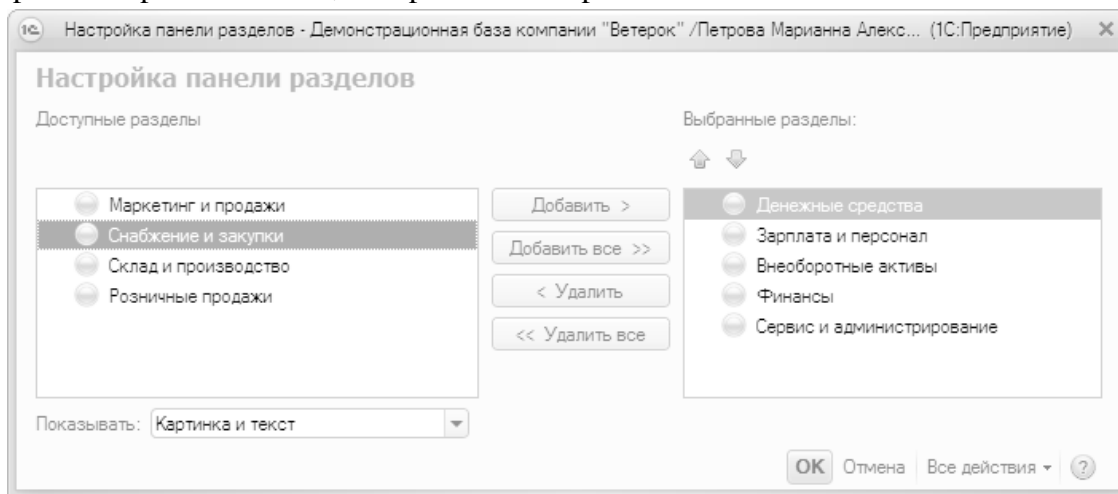 Настройка панели разделов - Демонстрационная база компании "Ветерок" /Петрова Марианна Алекс... (1С:Предприятие)
Настройка панели разделов
Доступные разделы
Выбранные разделы:
Маркетинг и продажи
Снабжение и закупки
Склад и производство
Розничные продажи
Добавить >
Добавить все >>
< Удалить
<< Удалить все
Денежные средства
Зарплата и персонал
Внеоборотные активы
Финансы
Сервис и администрирование
Показывать: Картинка и текст
ОК Отмена Все действия ?